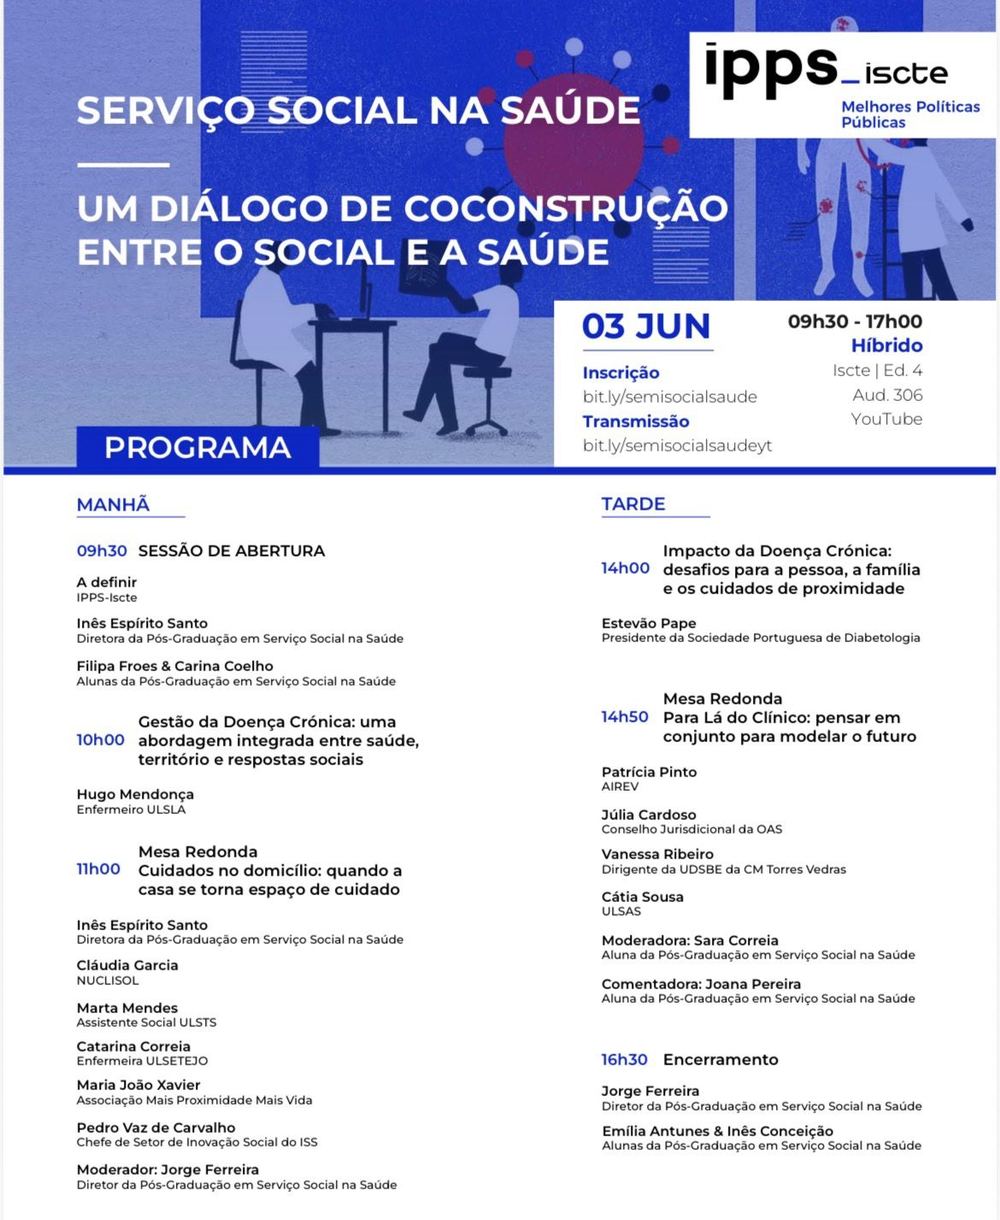 SERVIÇO SOCIAL NA SAÚDE
UM DIÁLOGO DE COCONSTRUÇÃO
ENTRE O SOCIAL E A SAÚDE
ipps_iscte
Melhores Políticas
Públicas
03 JUN
Inscrição
bit.ly/semisocialsaude
Transmissão
bit.ly/semisocialsaudeyt
09h30 - 17h00
Híbrido
Iscte | Ed. 4
Aud. 306
YouTube
PROGRAMA
MANHÃ
09h30 SESSÃO DE ABERTURA
A definir
IPPS-Iscte
Inês Espírito Santo
Diretora da Pós-Graduação em Serviço Social na Saúde
Filipa Froes & Carina Coelho
Alunas da Pós-Graduação em Serviço Social na Saúde
10h00
Gestão da Doença Crónica: uma
abordagem integrada entre saúde,
território e respostas sociais
Hugo Mendonça
Enfermeiro ULSLA
11h00
Mesa Redonda
Cuidados no domicílio: quando a
casa se torna espaço de cuidado
Inês Espírito Santo
Diretora da Pós-Graduação em Serviço Social na Saúde
Cláudia Garcia
NUCLISOL
Marta Mendes
Assistente Social ULSTS
Catarina Correia
Enfermeira ULSETEJO
Maria João Xavier
Associação Mais Proximidade Mais Vida
Pedro Vaz de Carvalho
Chefe de Setor de Inovação Social do ISS
Moderador: Jorge Ferreira
Diretor da Pós-Graduação em Serviço Social na Saúde
TARDE
14h00
Impacto da Doença Crónica:
desafios para a pessoa, a família
e os cuidados de proximidade
Estevão Pape
Presidente da Sociedade Portuguesa de Diabetologia
14h50
Mesa Redonda
Para Lá do Clínico: pensar em
conjunto para modelar o futuro
Patrícia Pinto
AIREV
Júlia Cardoso
Conselho Jurisdicional da OAS
Vanessa Ribeiro
Dirigente da UDSBE da CM Torres Vedras
Cátia Sousa
ULSAS
Moderadora: Sara Correia
Aluna da Pós-Graduação em Serviço Social na Saúde
Comentadora: Joana Pereira
Aluna da Pós-Graduação em Serviço Social na Saúde
16h30 Encerramento
Jorge Ferreira
Diretor da Pós-Graduação em Serviço Social na Saúde
Emília Antunes & Inês Conceição
Alunas da Pós-Graduação em Serviço Social na Saúde